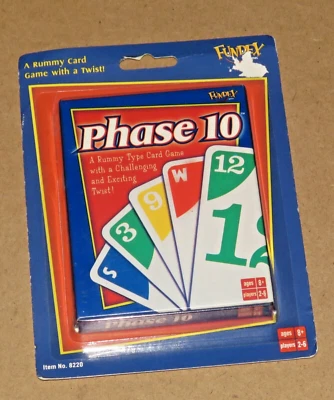 A Rummy Card
Game with a Twist!
FUNDEX
FUNDEX
Phase 10™
A Rummy Type Card Game
with a Challenging
and Exciting
Twist!
S
3
9
W
12
12
ages 8+
players 2-6
Phase 10
ages 8+
players 2-6
Item No. 8220